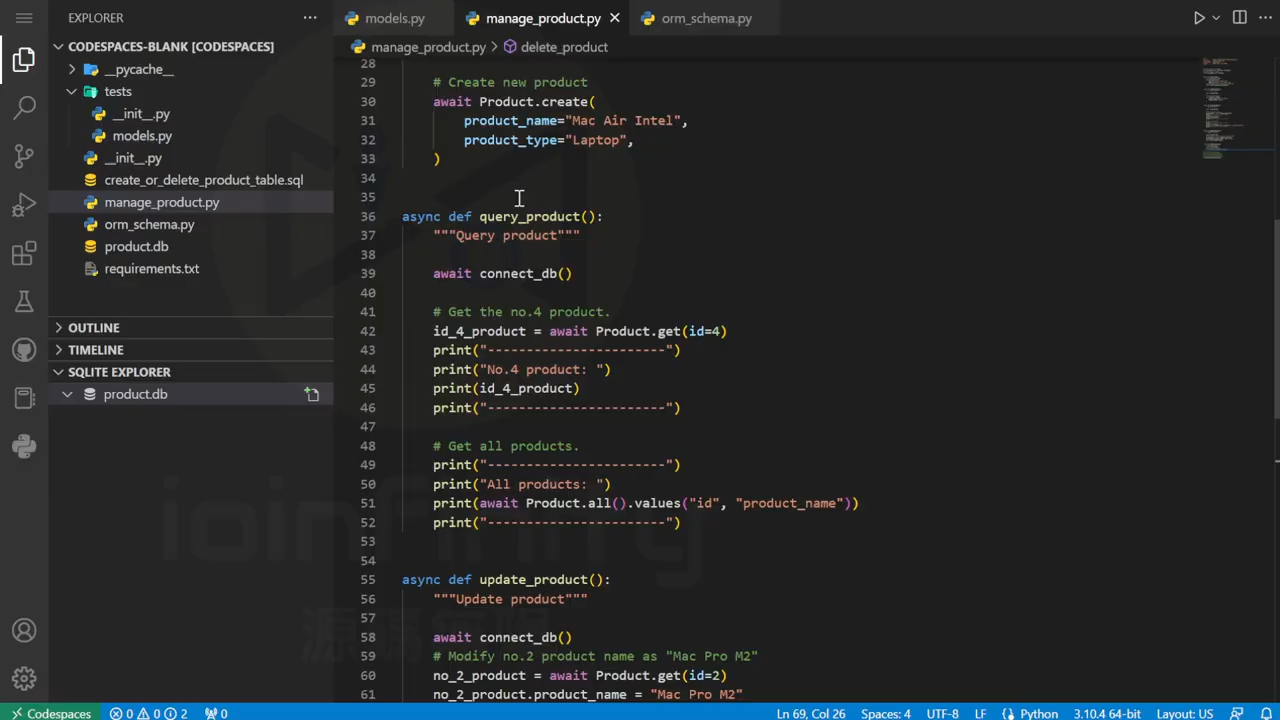 EXPLORER
models.py
manage_product.py
orm_schema.py
CODESPACES-BLANK [CODESPACES]
manage_product.py > delete_product
__pycache__
tests
__init__.py
models.py
__init__.py
create_or_delete_product_table.sql
manage_product.py
orm_schema.py
product.db
requirements.txt
OUTLINE
TIMELINE
SQLITE EXPLORER
product.db
28
29 # Create new product
30 await Product.create(
31 product_name="Mac Air Intel",
32 product_type="Laptop",
33 )
34
35
36 async def query_product():
37 """Query product"""
38
39 await connect_db()
40
41 # Get the no.4 product.
42 id_4_product = await Product.get(id=4)
43 print("-----------------------")
44 print("No.4 product: ")
45 print(id_4_product)
46 print("-----------------------")
47
48 # Get all products.
49 print("-----------------------")
50 print("All products: ")
51 print(await Product.all().values("id", "product_name"))
52 print("-----------------------")
53
54
55 async def update_product():
56 """Update product"""
57
58 await connect_db()
59 # Modify no.2 product name as "Mac Pro M2"
60 no_2_product = await Product.get(id=2)
61 no_2_product.product_name = "Mac Pro M2"
Codespaces
0 0 2
0
Ln 69, Col 26
Spaces: 4
UTF-8
LF
Python
3.10.4 64-bit
Layout: US